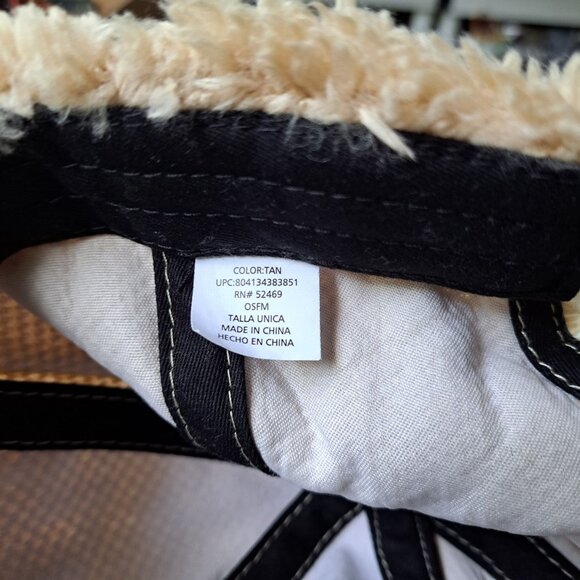 COLOR:TAN
UPC:804134383851
RN# 52469
OSFM
TALLA UNICA
MADE IN CHINA
HECHO EN CHINA